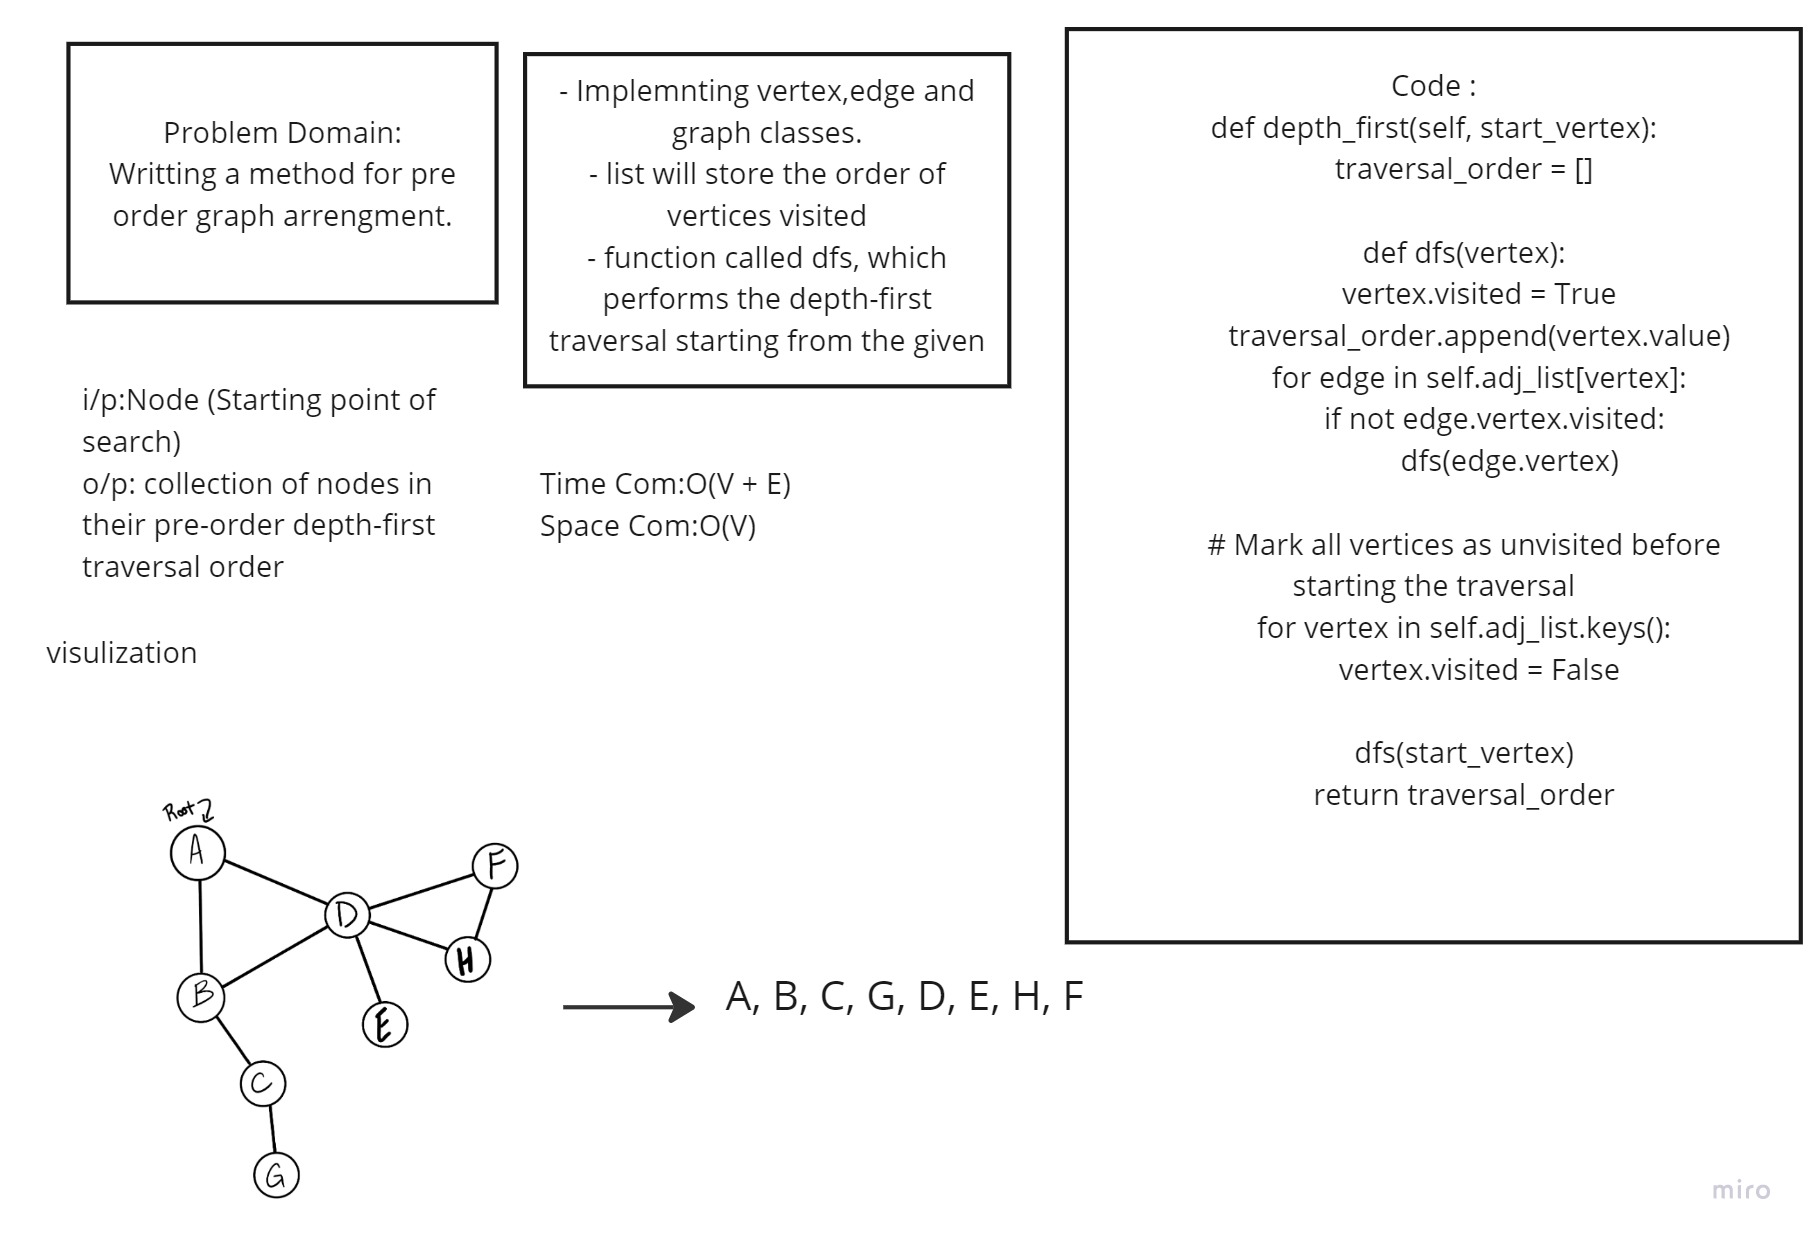 Problem Domain:
Writting a method for pre
order graph arrengment.
- Implemnting vertex,edge and
graph classes.
- list will store the order of
vertices visited
- function called dfs, which
performs the depth-first
traversal starting from the given
Code :
def depth_first(self, start_vertex):
traversal_order = []
def dfs(vertex):
vertex.visited = True
traversal_order.append(vertex.value)
for edge in self.adj_list[vertex]:
if not edge.vertex.visited:
dfs(edge.vertex)
# Mark all vertices as unvisited before
starting the traversal
for vertex in self.adj_list.keys():
vertex.visited = False
dfs(start_vertex)
return traversal_order
i/p:Node (Starting point of
search)
o/p: collection of nodes in
their pre-order depth-first
traversal order
Time Com:O(V + E)
Space Com:O(V)
visulization
Root
A
F
D
H
B
E
C
G
A, B, C, G, D, E, H, F
miro